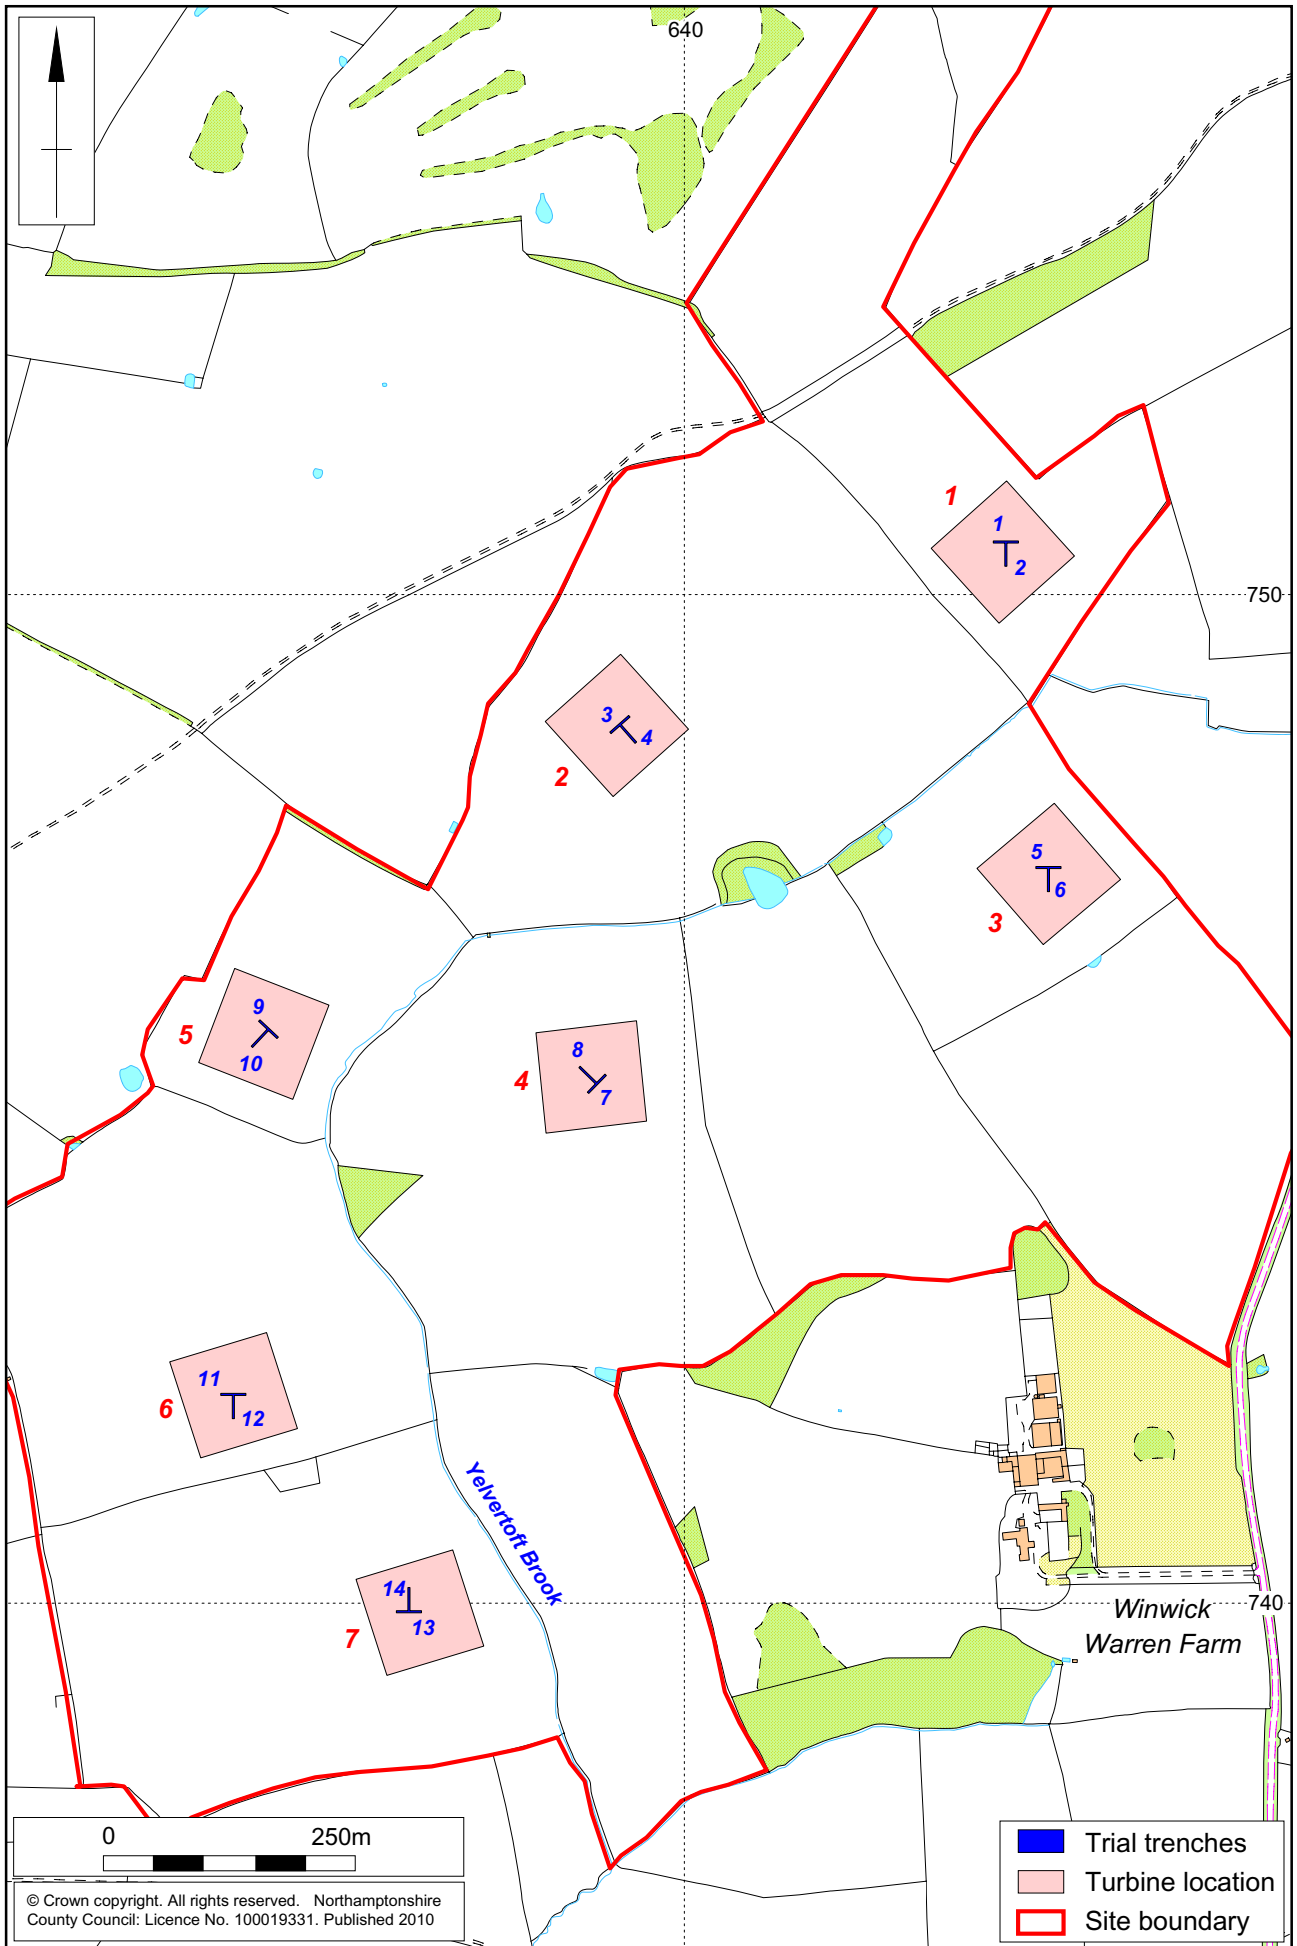 640
1
1
2
750
3
4
2
5
6
3
9
5
10
8
4
7
11
6
12
Yelvertoft Brook
14
13
7
740
Winwick
Warren Farm
0 250m
© Crown copyright. All rights reserved. Northamptonshire
County Council: Licence No. 100019331. Published 2010
Trial trenches
Turbine location
Site boundary